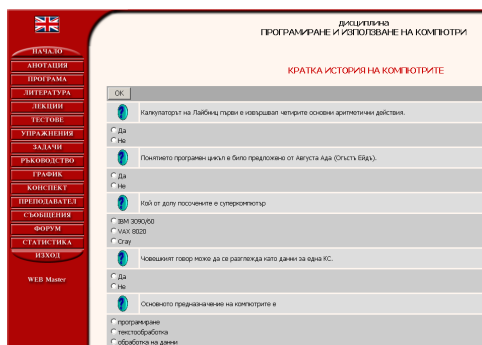 НАЧАЛО
АНОТАЦИЯ
ПРОГРАМА
ЛИТЕРАТУРА
ЛЕКЦИИ
ТЕСТОВЕ
УПРАЖНЕНИЯ
ЗАДАЧИ
РЪКОВОДСТВО
ГРАФИК
КОНСПЕКТ
ПРЕПОДАВАТЕЛ
СЪОБЩЕНИЯ
ФОРУМ
СТАТИСТИКА
ИЗХОД
WEB Master
дисциплина
ПРОГРАМИРАНЕ И ИЗПОЛЗВАНЕ НА КОМПЮТРИ
КРАТКА ИСТОРИЯ НА КОМПЮТРИТЕ
OK
Калкулаторът на Лайбниц първи е извършвал четирите основни аритметични действия.
Да
Не
Понятието програмен цикъл е било предложено от Августа Ада (Огъстъ Ейдъ).
Да
Не
Кой от долу посочените е суперкомпютър
IBM 3090/60
VAX 8020
Cray
Човешкият говор може да се разглежда като данни за една КС.
Да
Не
Основното предназначение на компютрите е
програмиране
текстообработка
обработка на данни